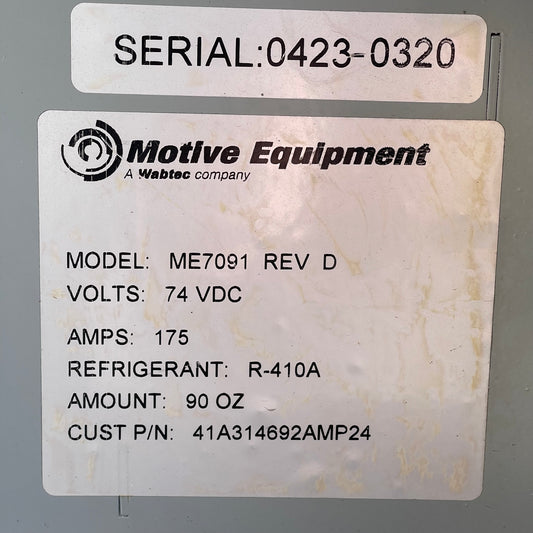 SERIAL:0423-0320
Motive Equipment
A Wabtec company
MODEL: ME7091 REV D
VOLTS: 74 VDC
AMPS: 175
REFRIGERANT: R-410A
AMOUNT: 90 OZ
CUST P/N: 41A314692AMP24